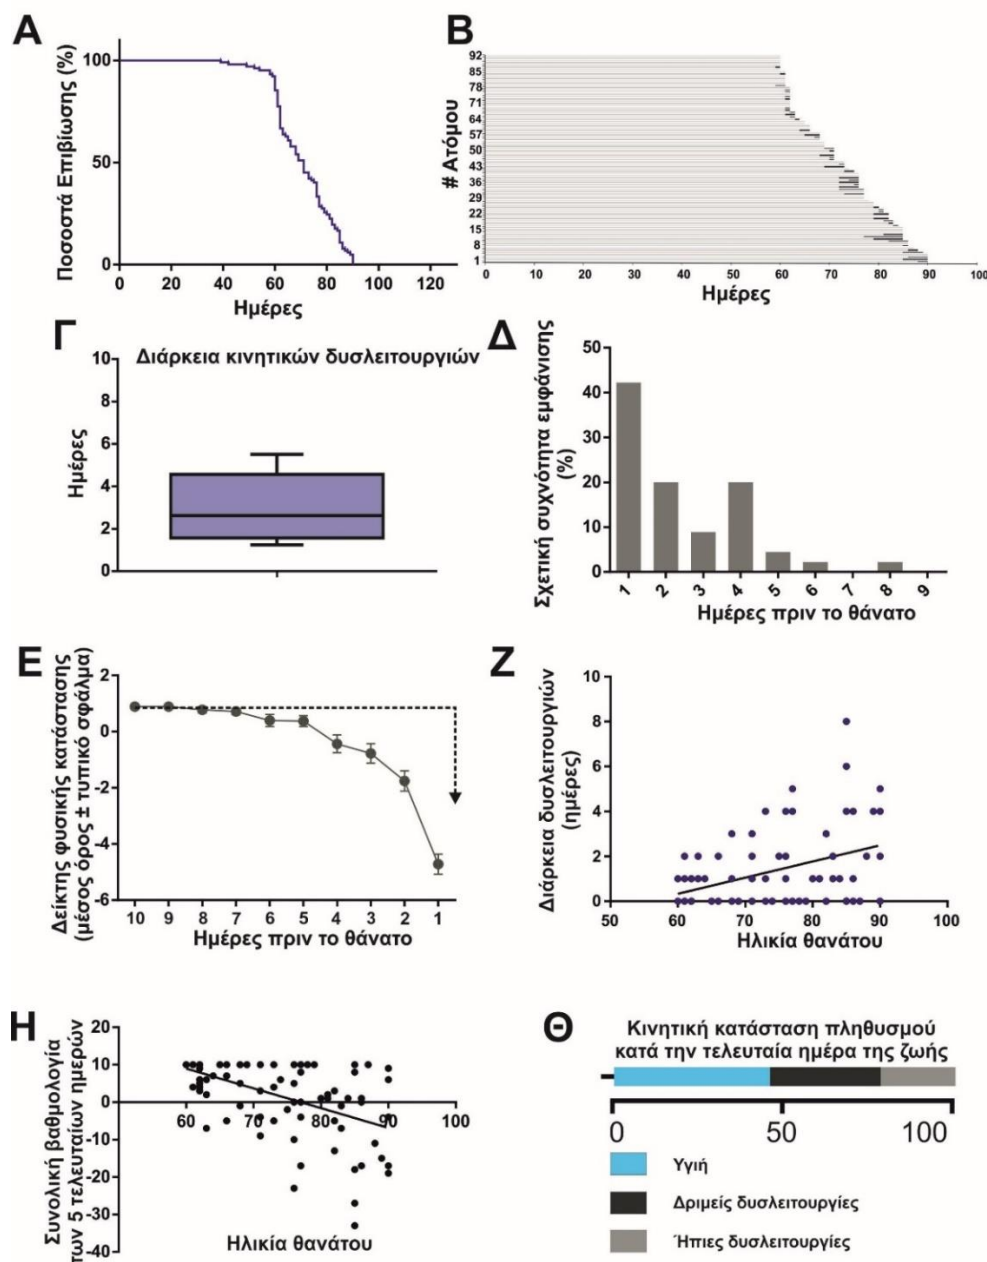 Α
Ποσοστά Επιβίωσης (%)
100
50
0
0 20 40 60 80 100 120
Ημέρες
Β
# Ατόμου
92
85
78
71
64
57
50
43
36
29
22
15
8
1
0 10 20 30 40 50 60 70 80 90 100
Ημέρες
Γ
Διάρκεια κινητικών δυσλειτουργιών
Ημέρες
10
8
6
4
2
0
Δ
Σχετική συχνότητα εμφάνισης
(%)
50
40
30
20
10
0
1 2 3 4 5 6 7 8 9
Ημέρες πριν το θάνατο
Ε
Δείκτης φυσικής κατάστασης
(μέσος όρος ± τυπικό σφάλμα)
2
0
-2
-4
-6
10 9 8 7 6 5 4 3 2 1
Ημέρες πριν το θάνατο
Ζ
Διάρκεια δυσλειτουργιών
(ημέρες)
10
8
6
4
2
0
50 60 70 80 90 100
Ηλικία θανάτου
Η
Συνολική βαθμολογία
των 5 τελευταίων ημερών
20
10
0
-10
-20
-30
-40
60 70 80 90 100
Ηλικία θανάτου
Θ
Κινητική κατάσταση πληθυσμού
κατά την τελευταία ημέρα της ζωής
0 50 100
Υγιή
Δριμείς δυσλειτουργίες
Ήπιες δυσλειτουργίες